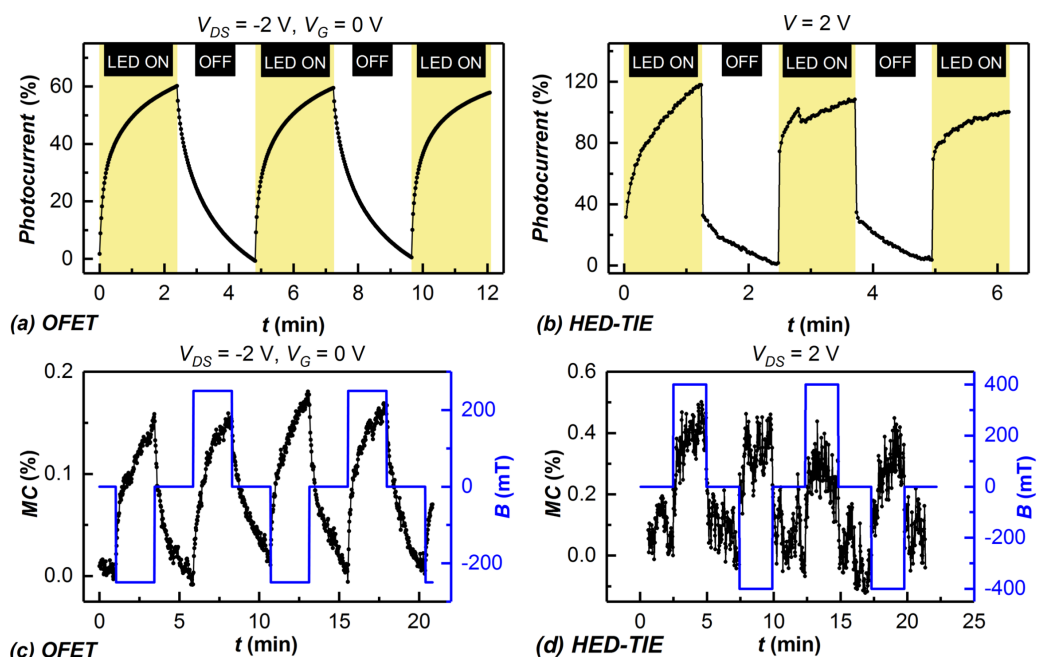 V_DS = -2 V, V_G = 0 V
LED ON OFF LED ON OFF LED ON
60
40
20
0
Photocurrent (%)
0 2 4 6 8 10 12
(a) OFET t (min)
V = 2 V
LED ON OFF LED ON OFF LED ON
120
80
40
0
Photocurrent (%)
0 2 4 6
(b) HED-TIE t (min)
V_DS = -2 V, V_G = 0 V
0.2
0.1
0.0
MC (%)
200
0
-200
B (mT)
0 5 10 15 20
(c) OFET t (min)
V_DS = 2 V
0.6
0.4
0.2
0.0
MC (%)
400
200
0
-200
-400
B (mT)
0 5 10 15 20 25
(d) HED-TIE t (min)